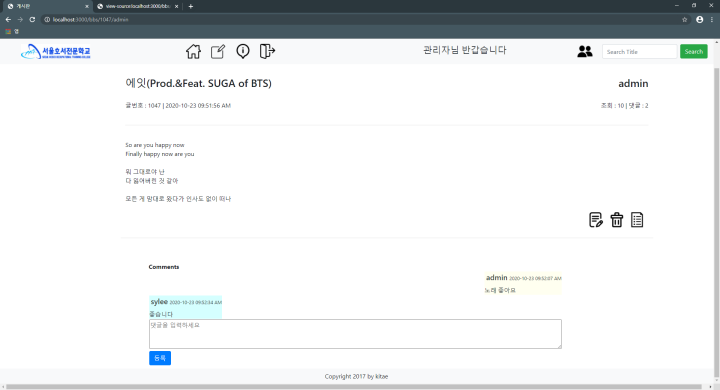 게시판
view-source:localhost:3000/bbs
localhost:3000/bbs/1047/admin
앱
서울호서전문학교
관리자님 반갑습니다
Search Title
Search
에잇(Prod.&Feat. SUGA of BTS)
admin
글번호 : 1047 | 2020-10-23 09:51:56 AM
조회 : 10 | 댓글 : 2
So are you happy now
Finally happy now are you
뭐 그대로야 난
다 잃어버린 것 같아
모든 게 맘대로 왔다가 인사도 없이 떠나
Comments
admin 2020-10-23 09:52:07 AM
노래 좋아요
sylee 2020-10-23 09:52:34 AM
좋습니다
댓글을 입력하세요
등록
Copyright 2017 by kitae